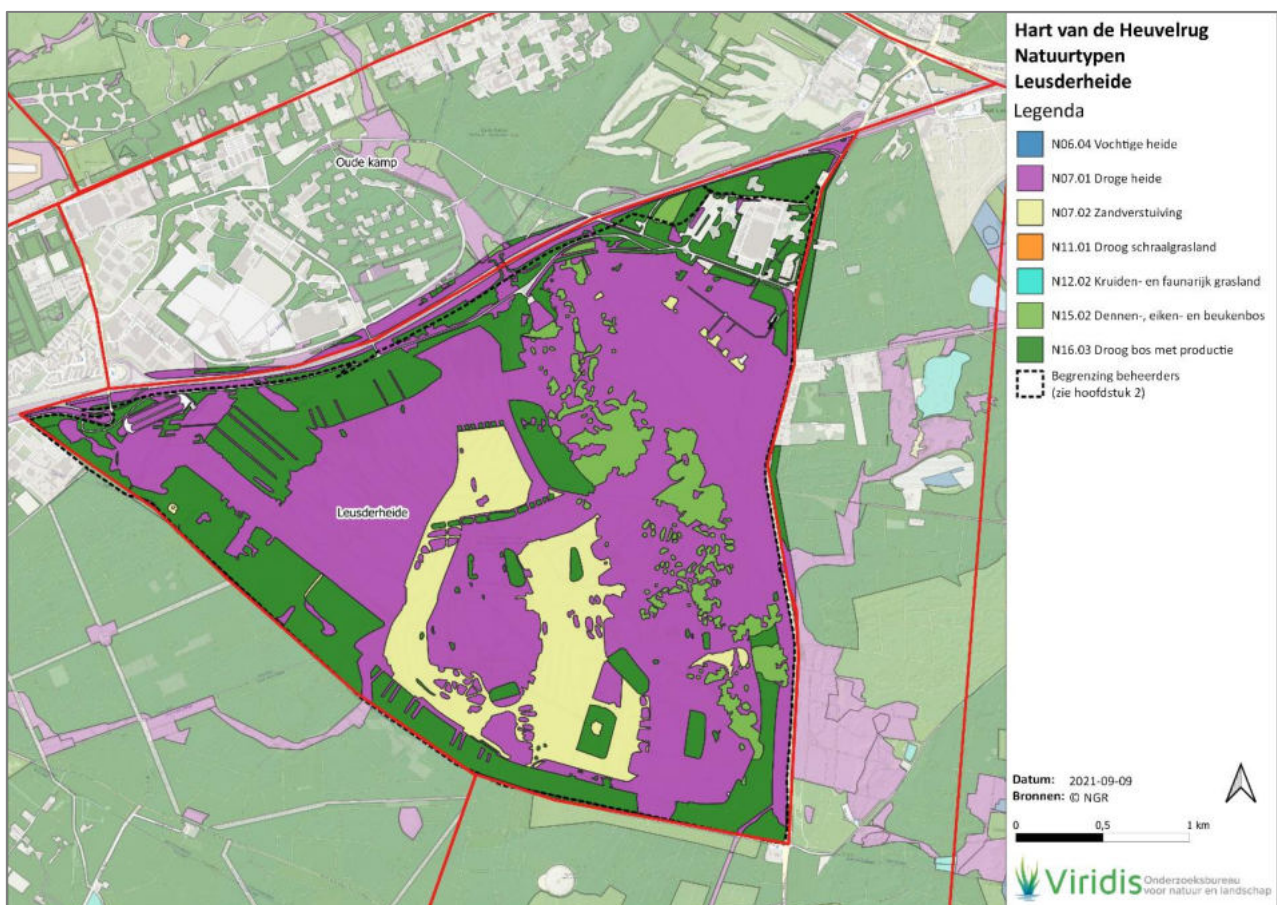 Hart van de Heuvelrug
Natuurtypen
Leusderheide
Legenda
N06.04 Vochtige heide
N07.01 Droge heide
N07.02 Zandverstuiving
N11.01 Droog schraalgrasland
N12.02 Kruiden- en faunarijk grasland
N15.02 Dennen-, eiken- en beukenbos
N16.03 Droog bos met productie
Begrenzing beheerders
(zie hoofdstuk 2)
Oude kamp
Leusderheide
Datum: 2021-09-09
Bronnen: © NGR
0 0,5 1 km
Viridis Onderzoeksbureau
voor natuur en landschap